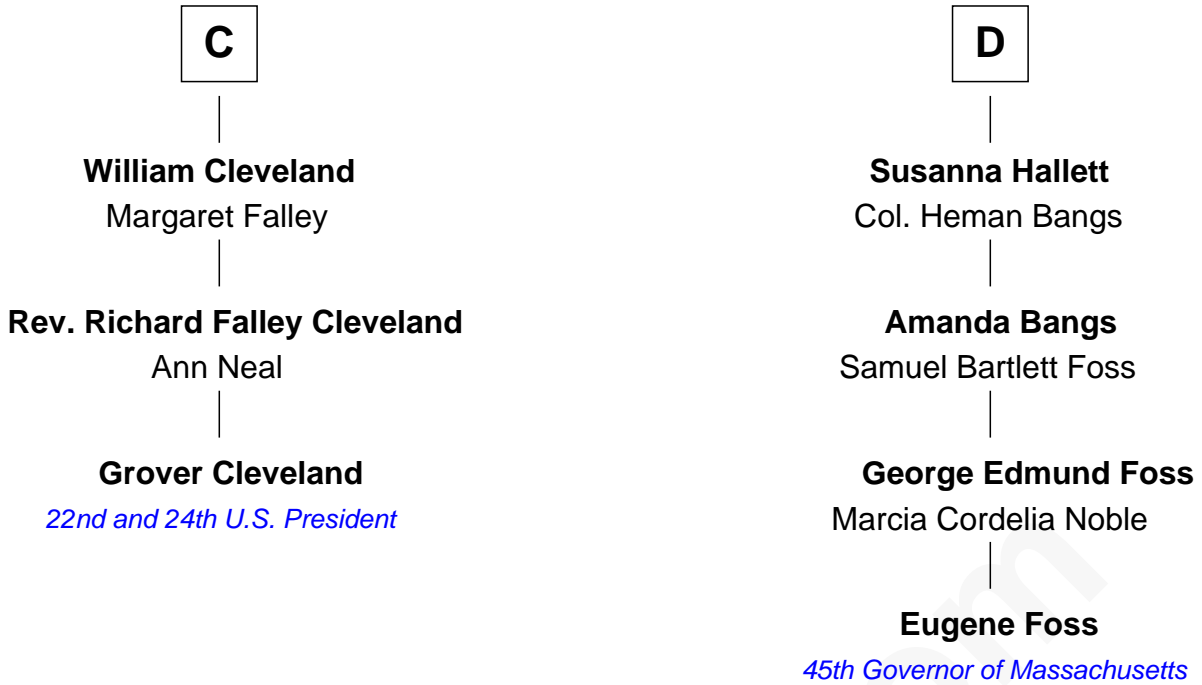 C
William Cleveland
Margaret Falley
Rev. Richard Falley Cleveland
Ann Neal
Grover Cleveland
22nd and 24th U.S. President
D
Susanna Hallett
Col. Heman Bangs
Amanda Bangs
Samuel Bartlett Foss
George Edmund Foss
Marcia Cordelia Noble
Eugene Foss
45th Governor of Massachusetts